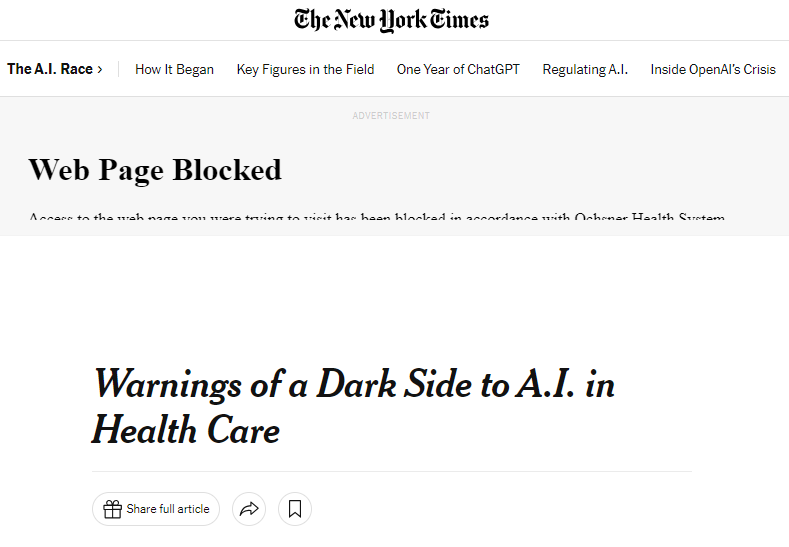 The New York Times
The A.I. Race > How It Began Key Figures in the Field One Year of ChatGPT Regulating A.I. Inside OpenAI's Crisis
ADVERTISEMENT
Web Page Blocked
Access to the web page you were trying to visit has been blocked in accordance with Ochsner Health System
Warnings of a Dark Side to A.I. in
Health Care
Share full article